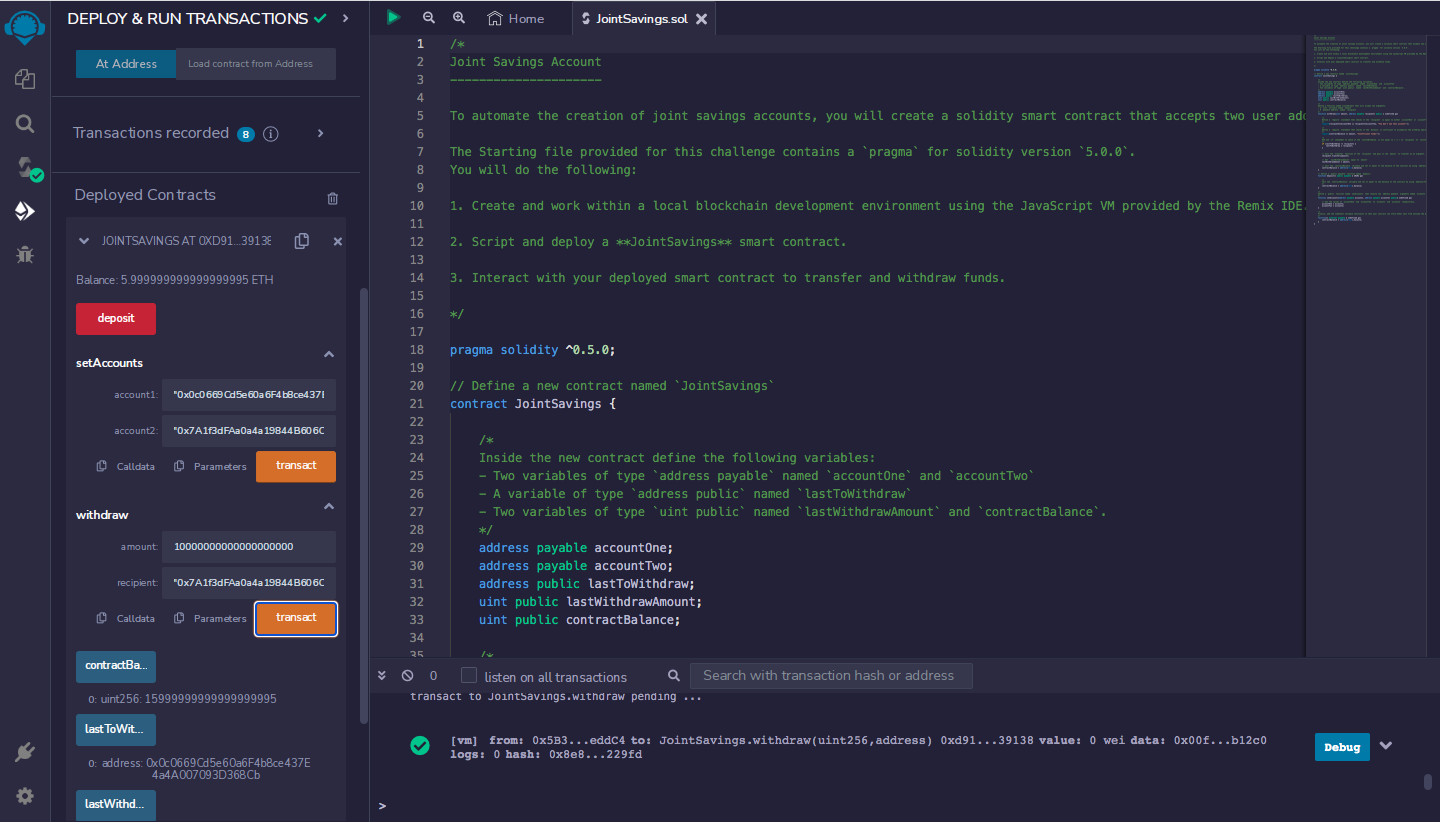 DEPLOY & RUN TRANSACTIONS
At Address
Load contract from Address
Transactions recorded 8 i
Deployed Contracts
JOINTSAVINGS AT 0XD91...39138
Balance: 5.999999999999999995 ETH
deposit
setAccounts
account1: "0x0c0669Cd5e60a6F4b8ce437E
account2: "0x7A1f3dFAa0a4a19844B606C
Calldata Parameters transact
withdraw
amount: 10000000000000000000
recipient: "0x7A1f3dFAa0a4a19844B606C
Calldata Parameters transact
contractBa...
0: uint256: 15999999999999999995
lastToWit...
0: address: 0x0c0669Cd5e60a6F4b8ce437E
4a4A007093D368Cb
lastWithd...
Home
JointSavings.sol
1 /*
2 Joint Savings Account
3 ---------------------
4
5 To automate the creation of joint savings accounts, you will create a solidity smart contract that accepts two user add
6
7 The Starting file provided for this challenge contains a `pragma` for solidity version `5.0.0`.
8 You will do the following:
9
10 1. Create and work within a local blockchain development environment using the JavaScript VM provided by the Remix IDE.
11
12 2. Script and deploy a **JointSavings** smart contract.
13
14 3. Interact with your deployed smart contract to transfer and withdraw funds.
15
16 */
17
18 pragma solidity ^0.5.0;
19
20 // Define a new contract named `JointSavings`
21 contract JointSavings {
22
23 /*
24 Inside the new contract define the following variables:
25 - Two variables of type `address payable` named `accountOne` and `accountTwo`
26 - A variable of type `address public` named `lastToWithdraw`
27 - Two variables of type `uint public` named `lastWithdrawAmount` and `contractBalance`.
28 */
29 address payable accountOne;
30 address payable accountTwo;
31 address public lastToWithdraw;
32 uint public lastWithdrawAmount;
33 uint public contractBalance;
34
35 /*
0
listen on all transactions
Search with transaction hash or address
transact to JointSavings.withdraw pending ...
[vm] from: 0x5B3...eddC4 to: JointSavings.withdraw(uint256,address) 0xd91...39138 value: 0 wei data: 0x00f...b12c0
logs: 0 hash: 0x8e8...229fd
Debug
>